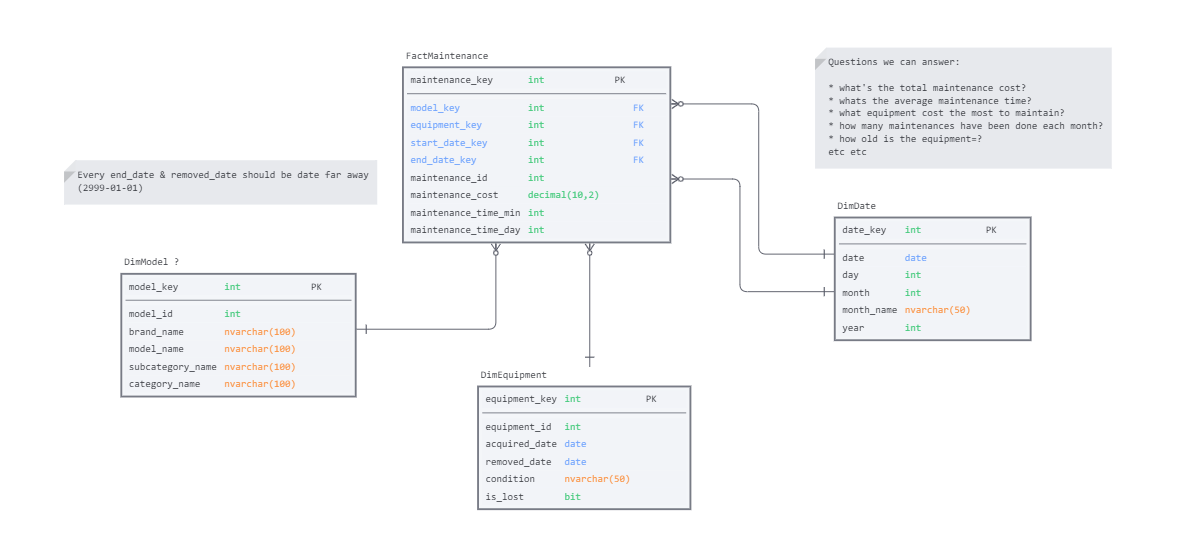 FactMaintenance
maintenance_key int PK
model_key int FK
equipment_key int FK
start_date_key int FK
end_date_key int FK
maintenance_id int
maintenance_cost decimal(10,2)
maintenance_time_min int
maintenance_time_day int
Questions we can answer:
* what's the total maintenance cost?
* whats the average maintenance time?
* what equipment cost the most to maintain?
* how many maintenances have been done each month?
* how old is the equipment=?
etc etc
Every end_date & removed_date should be date far away
(2999-01-01)
DimDate
date_key int PK
date date
day int
month int
month_name nvarchar(50)
year int
DimModel ?
model_key int PK
model_id int
brand_name nvarchar(100)
model_name nvarchar(100)
subcategory_name nvarchar(100)
category_name nvarchar(100)
DimEquipment
equipment_key int PK
equipment_id int
acquired_date date
removed_date date
condition nvarchar(50)
is_lost bit